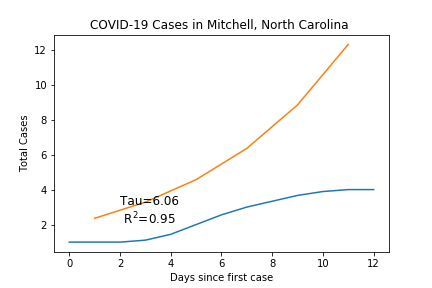 COVID-19 Cases in Mitchell, North Carolina
Total Cases
12
10
8
6
4
2
Tau=6.06
R²=0.95
0 2 4 6 8 10 12
Days since first case